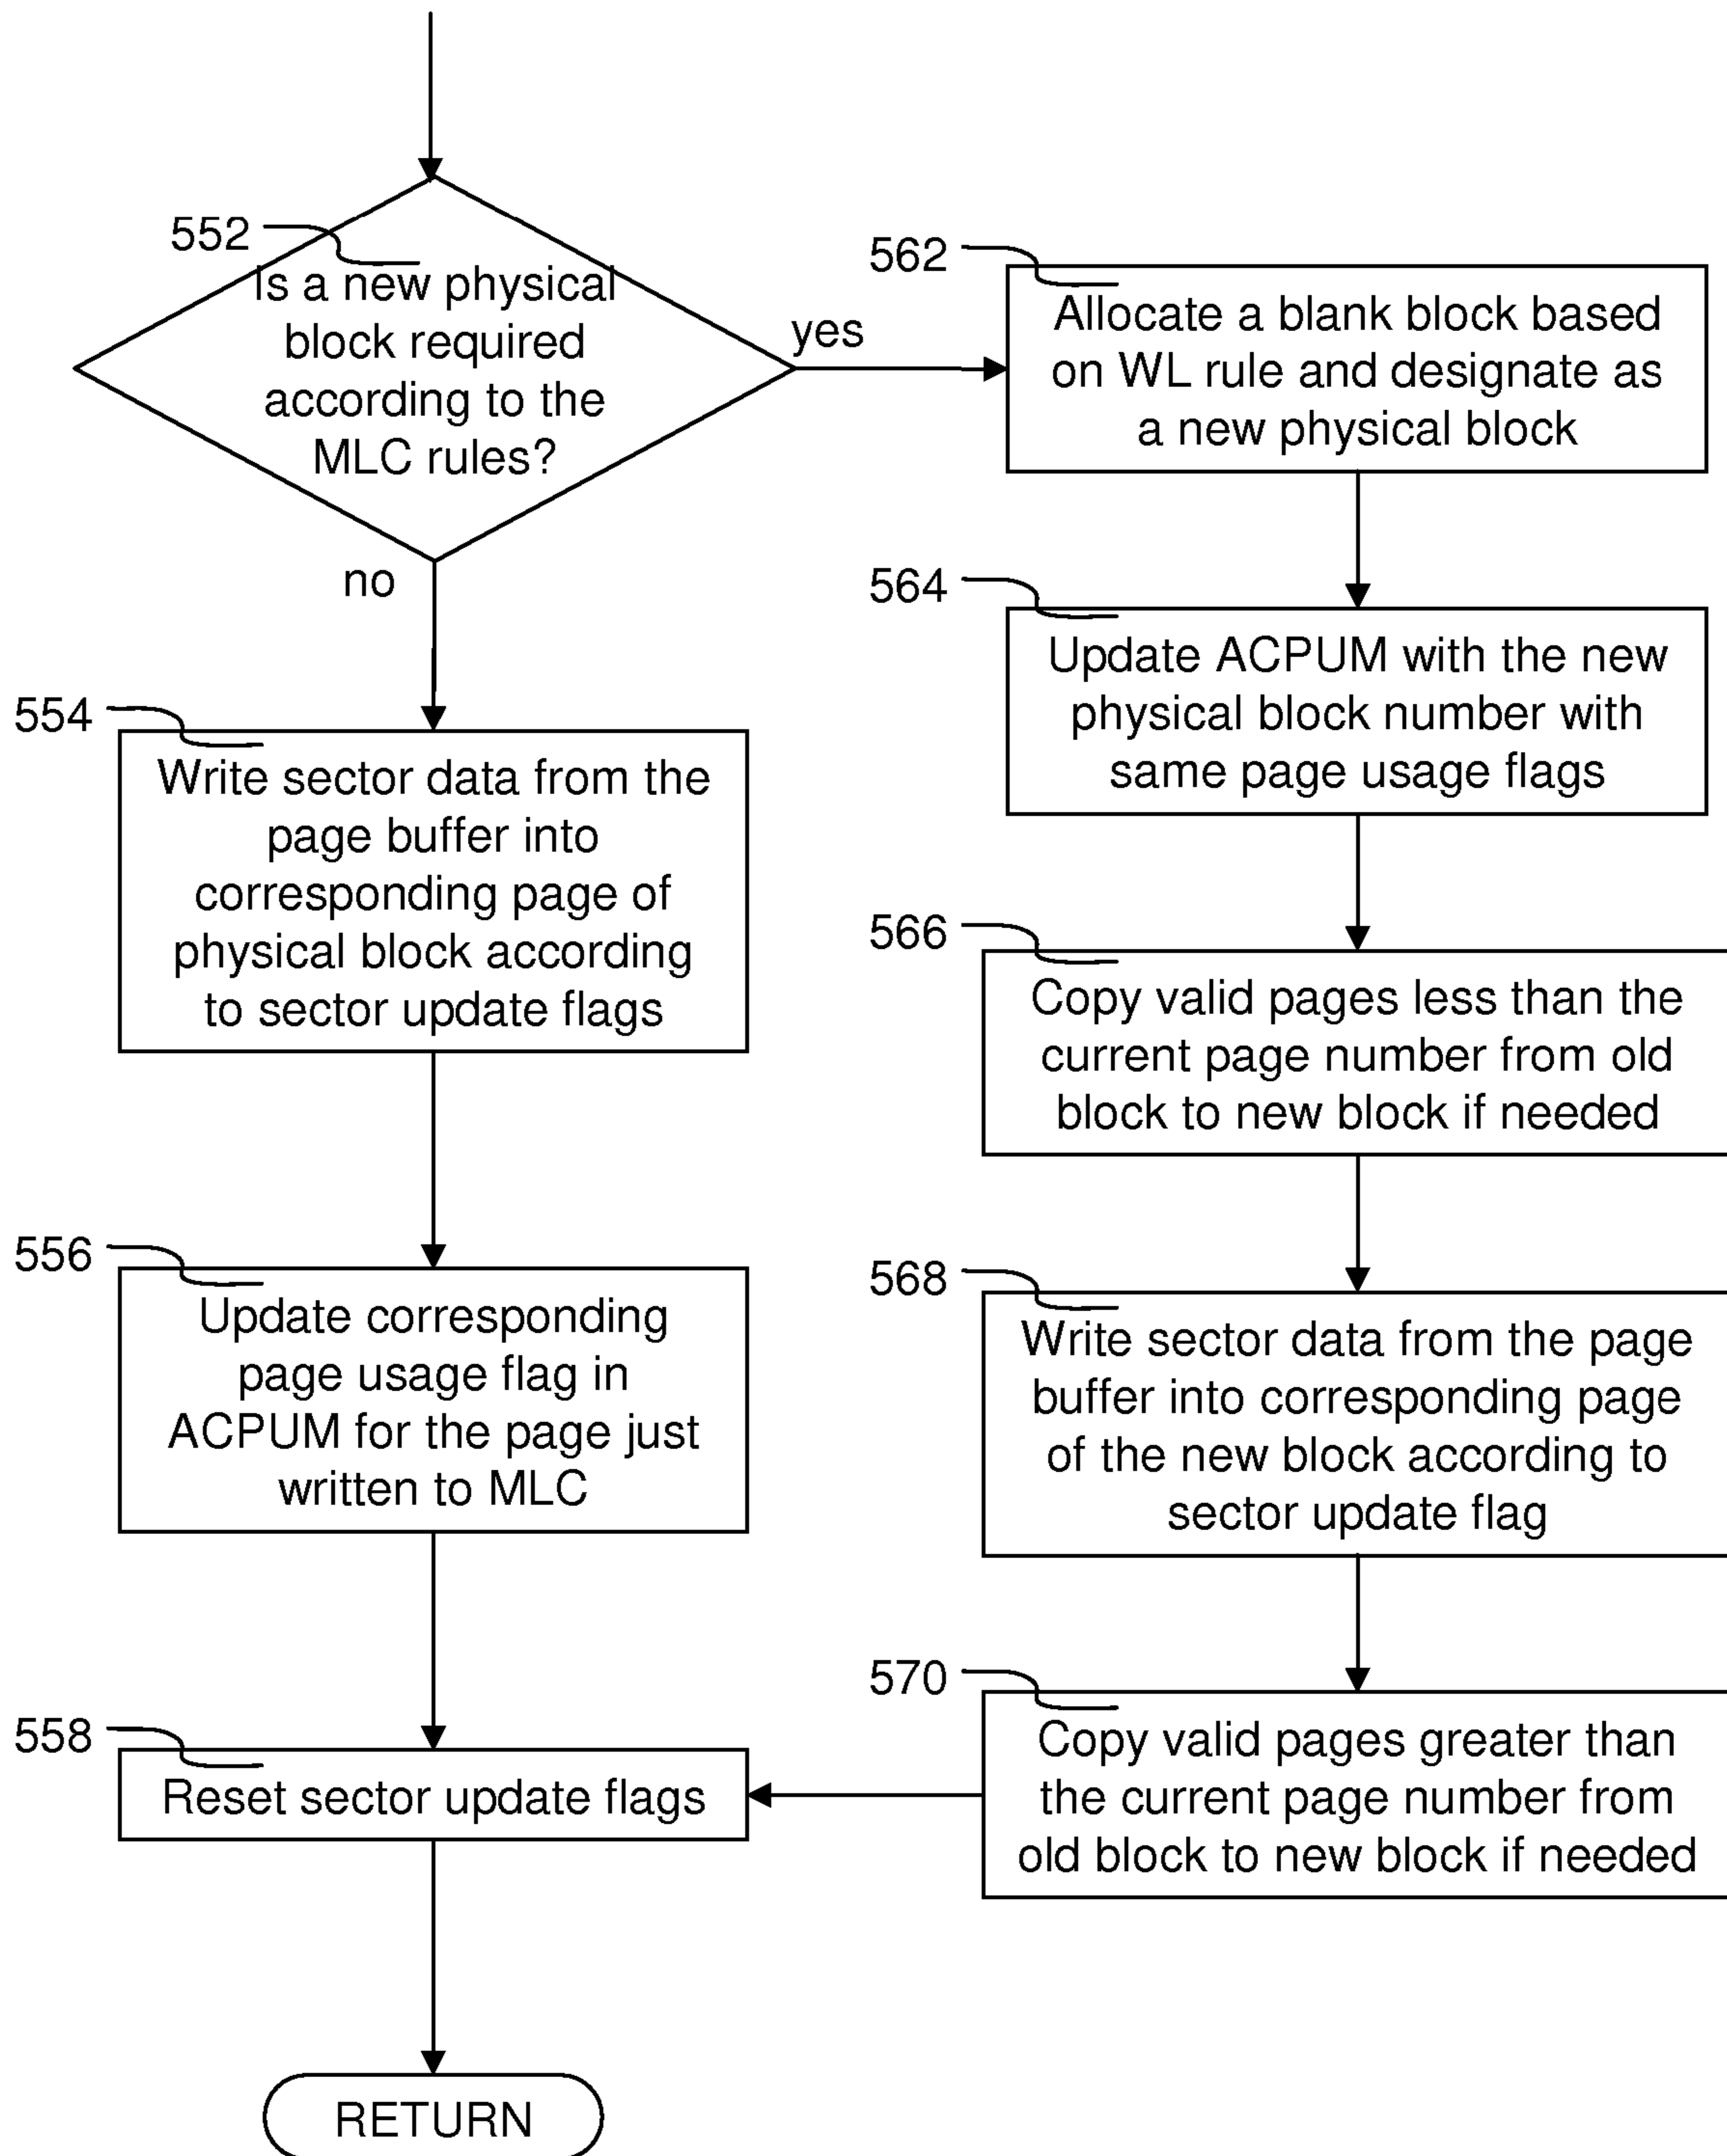 552
Is a new physical
block required
according to the
MLC rules?
yes
no
562
Allocate a blank block based
on WL rule and designate as
a new physical block
564
Update ACPUM with the new
physical block number with
same page usage flags
554
Write sector data from the
page buffer into
corresponding page of
physical block according
to sector update flags
566
Copy valid pages less than the
current page number from old
block to new block if needed
556
Update corresponding
page usage flag in
ACPUM for the page just
written to MLC
568
Write sector data from the page
buffer into corresponding page
of the new block according to
sector update flag
570
Copy valid pages greater than
the current page number from
old block to new block if needed
558
Reset sector update flags
RETURN